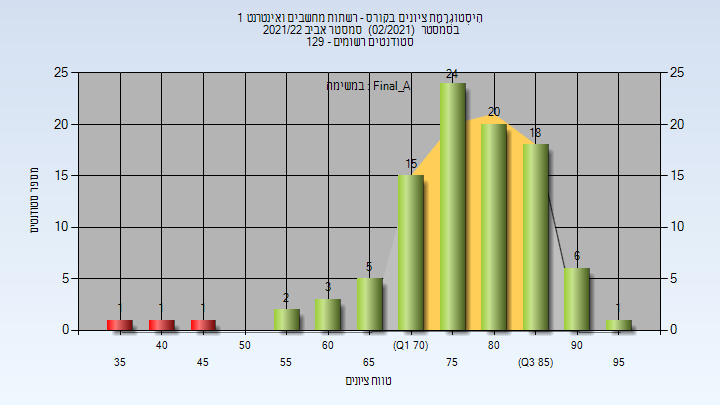 הִיסְטוֹגְרָמַת ציונים בקורס - רשתות מחשבים ואינטרנט 1
בסמסטר (02/2021) סמסטר אביב 2021/22
סטודנטים רשומים - 129
במשימה : Final_A
מספר סטודנטים
25 25
20 20
15 15
10 10
5 5
0 0
1 1 1 2 3 5 15 24 20 18 6 1
40 50 60 (Q1 70) 80 90
35 45 55 65 75 (Q3 85) 95
טווח ציונים